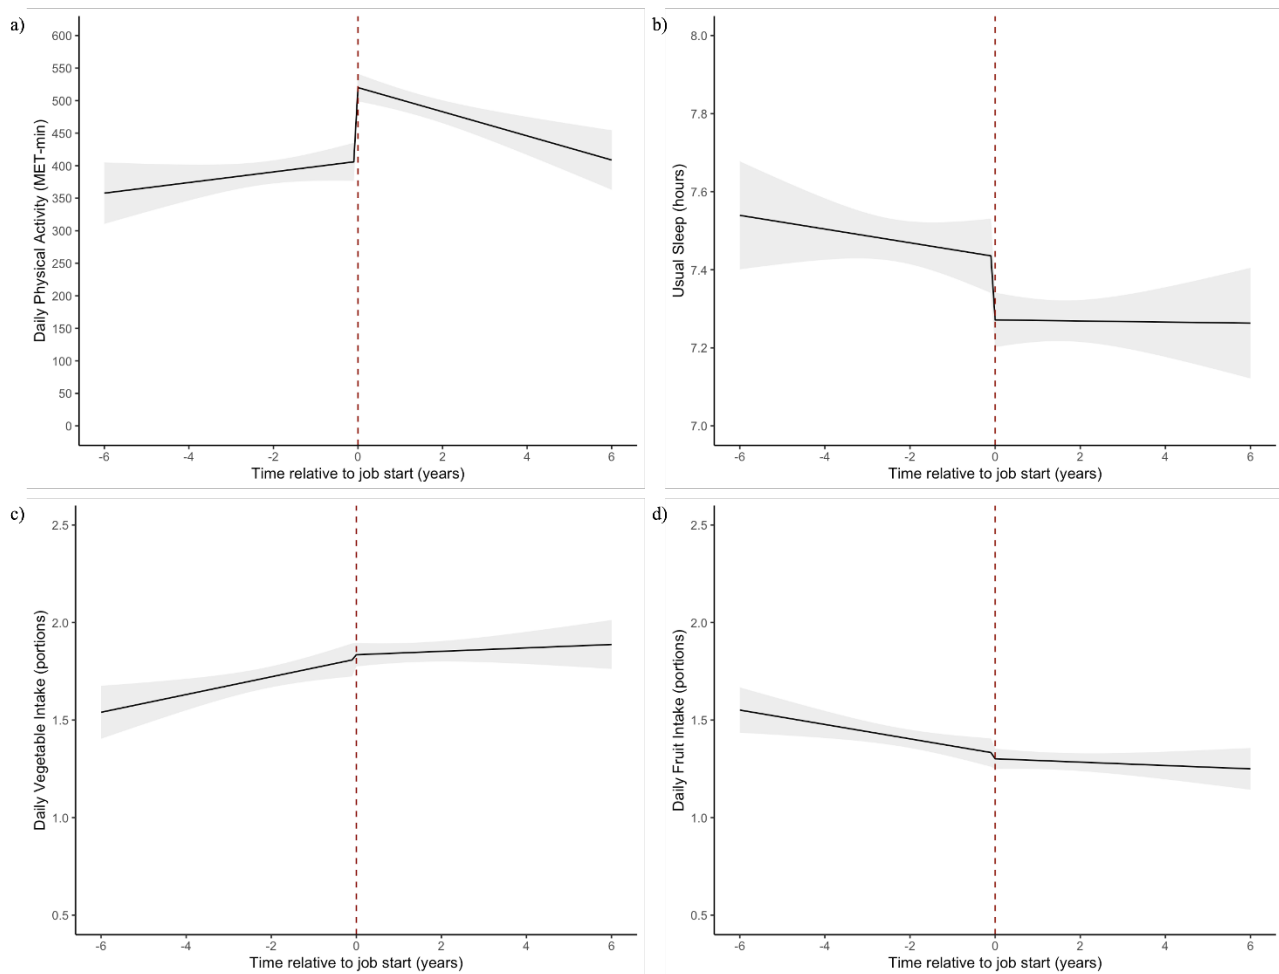 a)
Daily Physical Activity (MET-min)
600
550
500
450
400
350
300
250
200
150
100
50
0
-6 -4 -2 0 2 4 6
Time relative to job start (years)
b)
Usual Sleep (hours)
8.0
7.8
7.6
7.4
7.2
7.0
-6 -4 -2 0 2 4 6
Time relative to job start (years)
c)
Daily Vegetable Intake (portions)
2.5
2.0
1.5
1.0
0.5
-6 -4 -2 0 2 4 6
Time relative to job start (years)
d)
Daily Fruit Intake (portions)
2.5
2.0
1.5
1.0
0.5
-6 -4 -2 0 2 4 6
Time relative to job start (years)